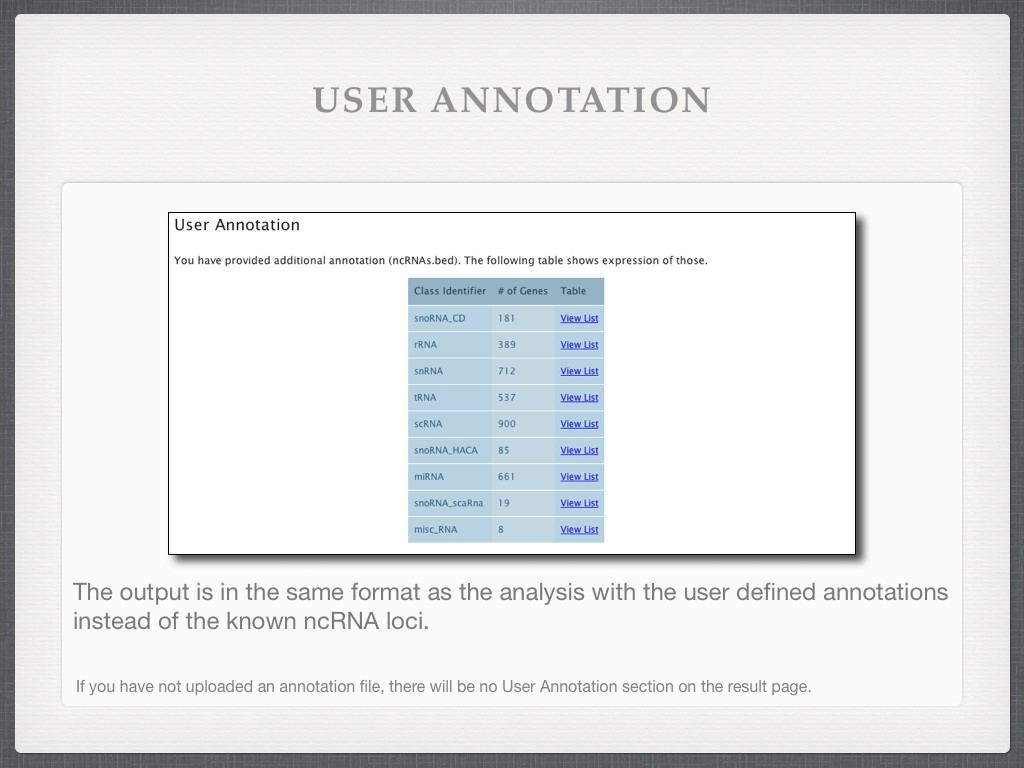 USER ANNOTATION
User Annotation
You have provided additional annotation (ncRNAs.bed). The following table shows expression of those.
Class Identifier # of Genes Table
snoRNA_CD 181 View List
rRNA 389 View List
snRNA 712 View List
tRNA 537 View List
scRNA 900 View List
snoRNA_HACA 85 View List
miRNA 661 View List
snoRNA_scaRna 19 View List
misc_RNA 8 View List
The output is in the same format as the analysis with the user defined annotations
instead of the known ncRNA loci.
If you have not uploaded an annotation file, there will be no User Annotation section on the result page.